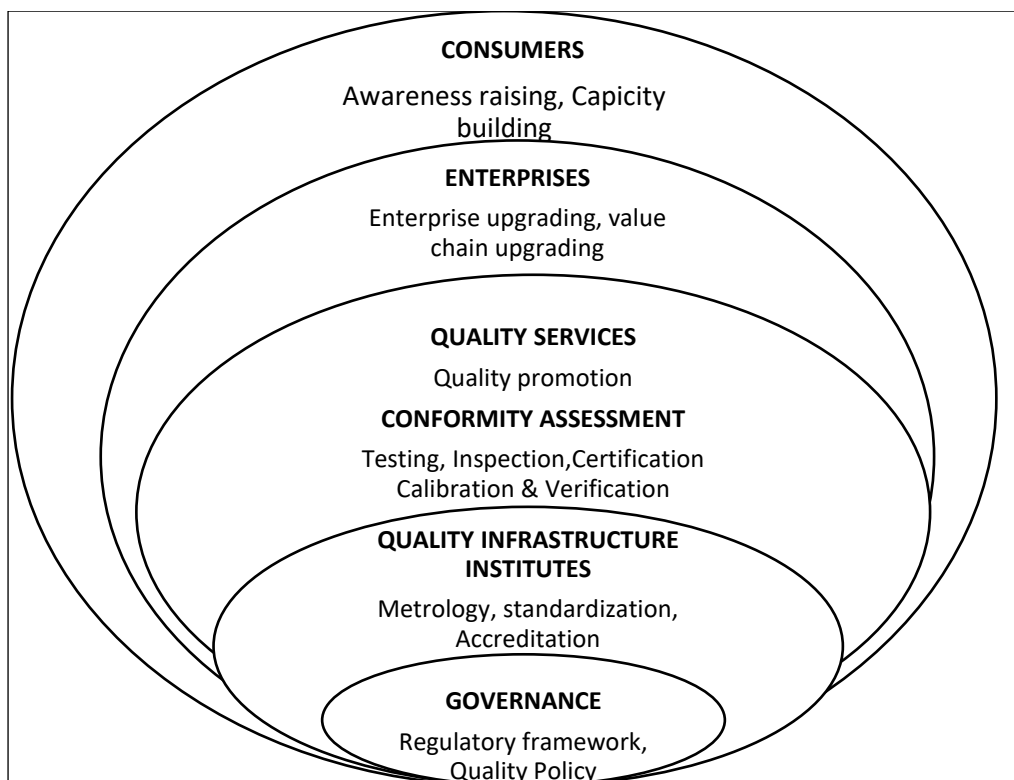 CONSUMERS
Awareness raising, Capicity
building
ENTERPRISES
Enterprise upgrading, value
chain upgrading
QUALITY SERVICES
Quality promotion
CONFORMITY ASSESSMENT
Testing, Inspection,Certification
Calibration & Verification
QUALITY INFRASTRUCTURE
INSTITUTES
Metrology, standardization,
Accreditation
GOVERNANCE
Regulatory framework,
Quality Policy